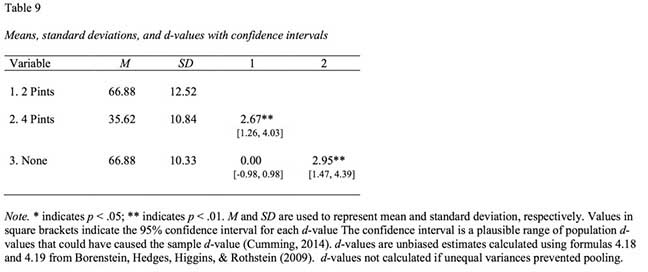 Table 9
Means, standard deviations, and d-values with confidence intervals
Variable M SD 1 2
1. 2 Pints 66.88 12.52
2. 4 Pints 35.62 10.84 2.67**
[1.26, 4.03]
3. None 66.88 10.33 0.00 2.95**
[-0.98, 0.98] [1.47, 4.39]
Note. * indicates p < .05; ** indicates p < .01. M and SD are used to represent mean and standard deviation, respectively. Values in
square brackets indicate the 95% confidence interval for each d-value The confidence interval is a plausible range of population d-
values that could have caused the sample d-value (Cumming, 2014). d-values are unbiased estimates calculated using formulas 4.18
and 4.19 from Borenstein, Hedges, Higgins, & Rothstein (2009). d-values not calculated if unequal variances prevented pooling.